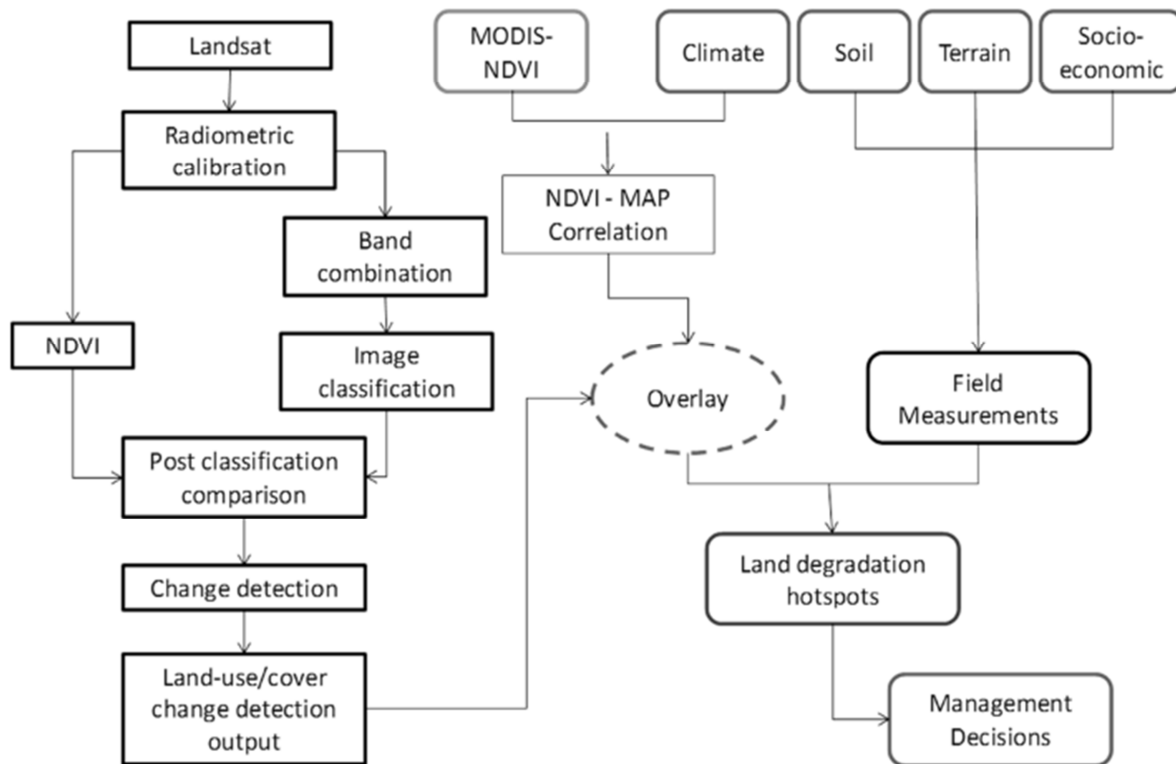 Landsat
MODIS-
NDVI
Climate
Soil
Terrain
Socio-
economic
Radiometric
calibration
NDVI - MAP
Correlation
Band
combination
NDVI
Image
classification
Overlay
Field
Measurements
Post classification
comparison
Change detection
Land degradation
hotspots
Land-use/cover
change detection
output
Management
Decisions